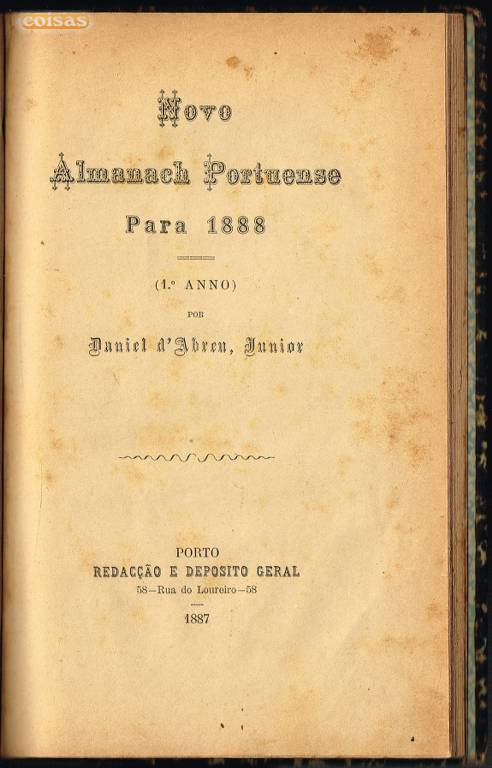 coisas
Novo
Almanach Portuense
Para 1888
(1.º ANNO)
POR
Daniel d'Abreu, Junior
PORTO
REDACÇÃO E DEPOSITO GERAL
58—Rua do Loureiro—58
1887